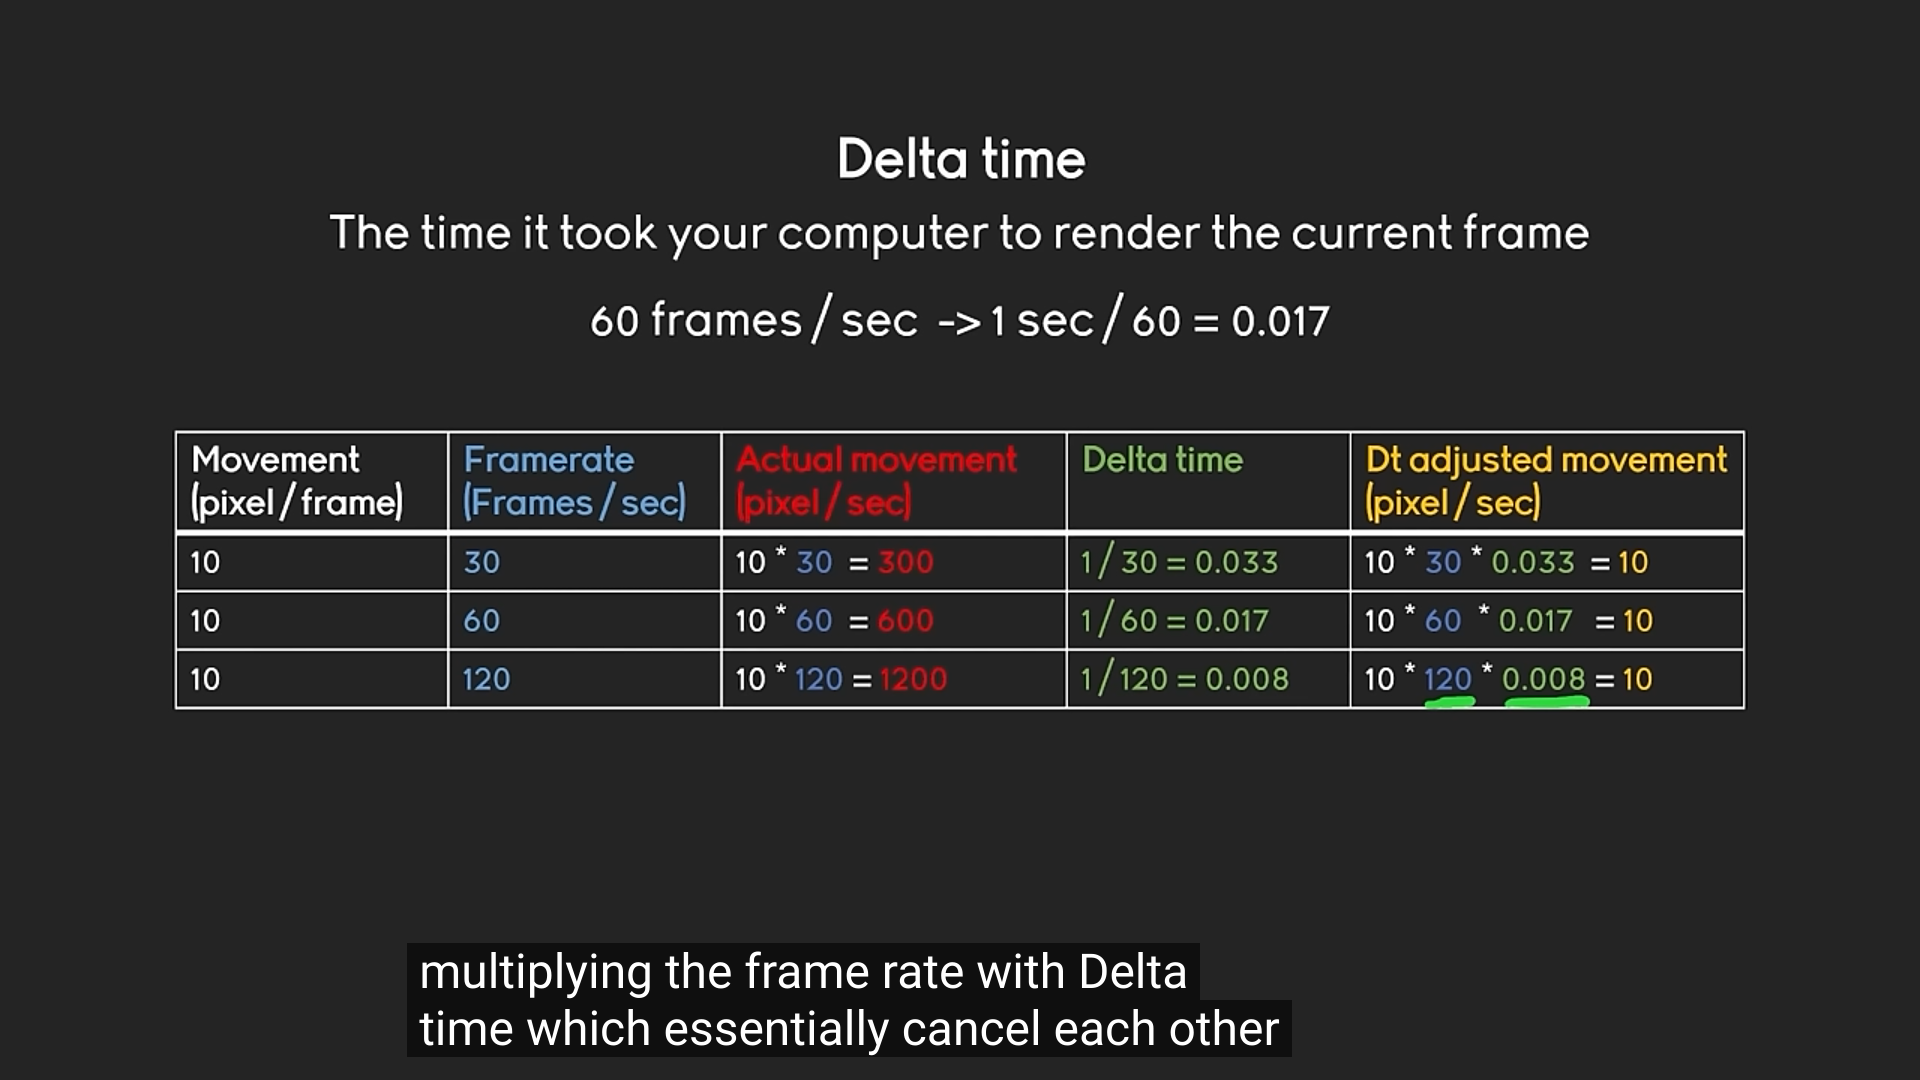 Delta time
The time it took your computer to render the current frame
60 frames / sec -> 1 sec / 60 = 0.017
Movement (pixel / frame) Framerate (Frames / sec) Actual movement (pixel / sec) Delta time Dt adjusted movement (pixel / sec)
10 30 10 * 30 = 300 1 / 30 = 0.033 10 * 30 * 0.033 = 10
10 60 10 * 60 = 600 1 / 60 = 0.017 10 * 60 * 0.017 = 10
10 120 10 * 120 = 1200 1 / 120 = 0.008 10 * 120 * 0.008 = 10
multiplying the frame rate with Delta
time which essentially cancel each other